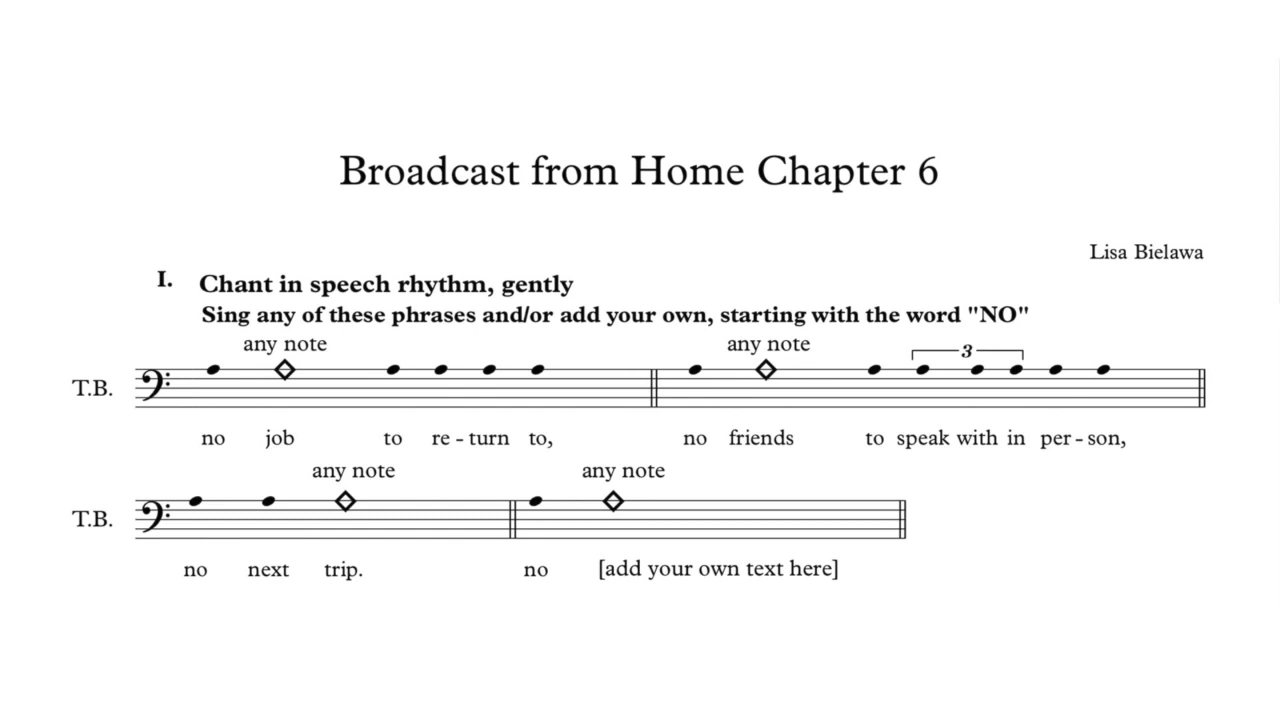 Broadcast from Home Chapter 6
Lisa Bielawa
I. Chant in speech rhythm, gently
Sing any of these phrases and/or add your own, starting with the word "NO"
any note any note
3
T.B.
no job to re - turn to, no friends to speak with in per - son,
any note any note
T.B.
no next trip. no [add your own text here]